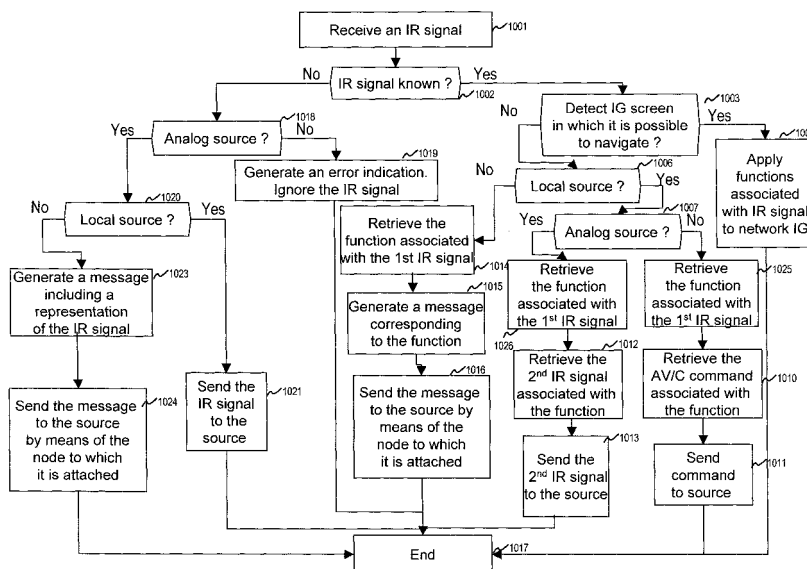 Receive an IR signal
1001
No
IR signal known ?
Yes
1002
1018
Yes
Analog source ?
No
1019
Generate an error indication.
Ignore the IR signal
1020
No
Local source ?
Yes
1023
Generate a message
including a
representation
of the IR signal
Send the message
to the source
by means of the
node to which
it is attached
1024
Send the
IR signal
to the
source
1021
Detect IG screen
in which it is possible
to navigate ?
1003
No
Yes
Apply
functions
associated
with IR signal
to network IG
1006
No
Local source ?
Yes
1007
Yes
Analog source ?
No
Retrieve
the function associated
with the 1st IR signal
1014
1015
Generate a message
corresponding
to the function
1016
Send the message
to the source by
means of the
node to which
it is attached
Retrieve
the function
associated with
the 1st IR signal
1026
1012
Retrieve the
2nd IR signal
associated with
the function
1013
Send the
2nd IR signal
to the source
1025
Retrieve
the function
associated with
the 1st IR signal
Retrieve the
AV/C command
associated with
the function
1010
Send
command
to source
1011
End
1017